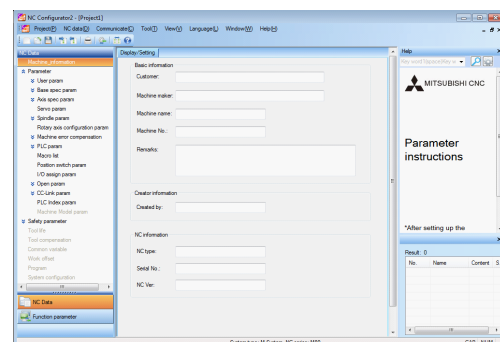 NC Configurator2 - [Project1]
Project(P) NC data(D) Communicate(C) Tool(T) View(V) Language(L) Window(W) Help(H)
NC Data
Machine_information
Parameter
User param
Base spec param
Axis spec param
Servo param
Spindle param
Rotary axis configuration param
Machine error compensation
PLC param
Macro list
Position switch param
I/O assign param
Open param
CC-Link param
PLC Index param
Machine Model param
Safety parameter
Tool life
Tool compensation
Common variable
Work offset
Program
System configuration
NC Data
Function parameter
Display/Setting
Basic information
Customer:
Machine maker:
Machine name:
Machine No.:
Remarks:
Creator information
Created by:
NC information
NC type:
Serial No.:
NC Ver:
Help
MITSUBISHI CNC
Parameter
instructions
*After setting up the
Result: 0
No. Name Content S